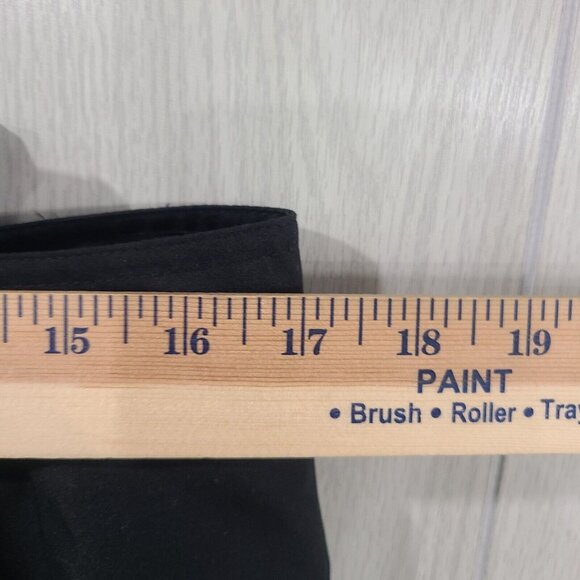 15 16 17 18 19
PAINT
• Brush • Roller • Tray